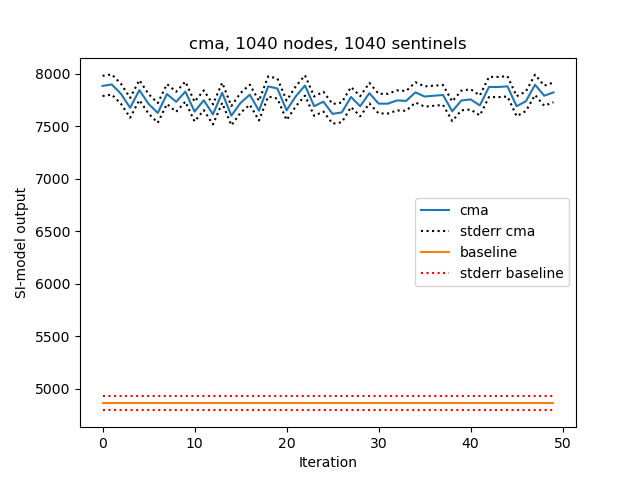 cma, 1040 nodes, 1040 sentinels
8000
7500
7000
6500
6000
5500
5000
SI-model output
cma
stderr cma
baseline
stderr baseline
0 10 20 30 40 50
Iteration